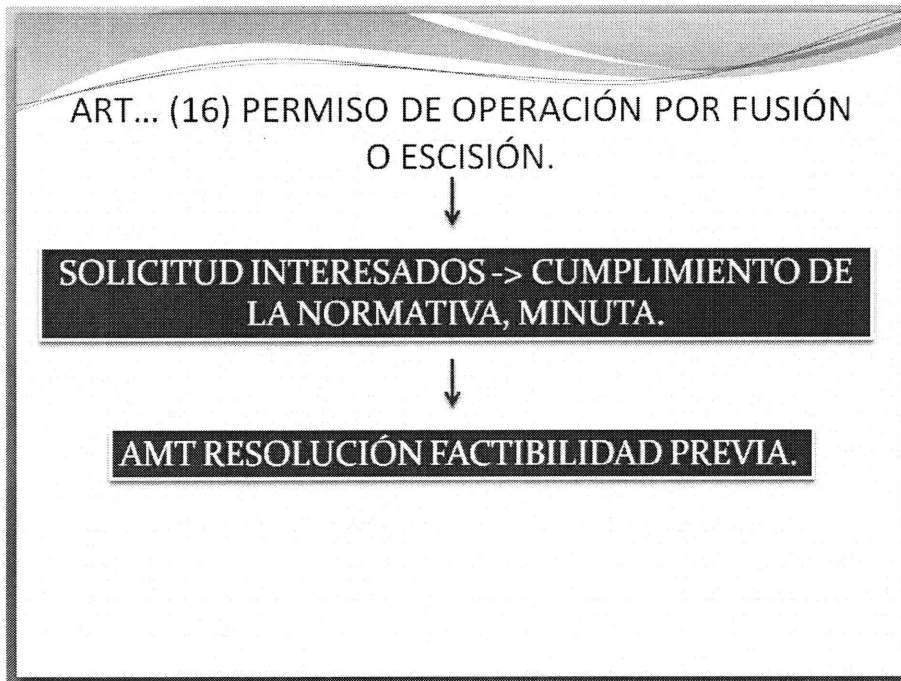 ART... (16) PERMISO DE OPERACIÓN POR FUSIÓN
O ESCISIÓN.
SOLICITUD INTERESADOS -> CUMPLIMIENTO DE
LA NORMATIVA, MINUTA.
AMT RESOLUCIÓN FACTIBILIDAD PREVIA.